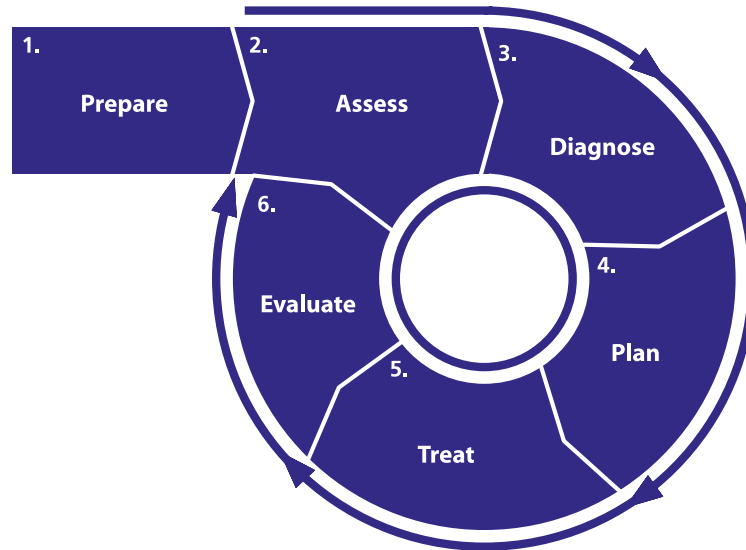 1.
Prepare
2.
Assess
3.
Diagnose
4.
Plan
5.
Treat
6.
Evaluate